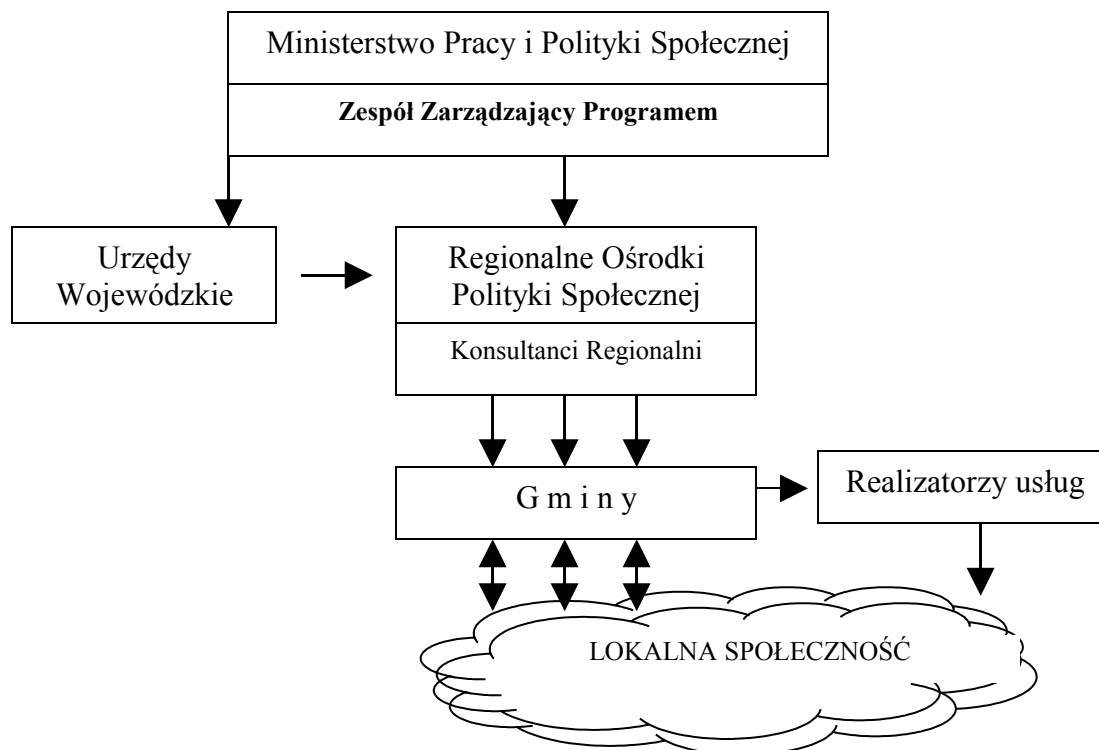 Ministerstwo Pracy i Polityki Społecznej
Zespół Zarządzający Programem
Urzędy
Wojewódzkie
Regionalne Ośrodki
Polityki Społecznej
Konsultanci Regionalni
G m i n y
Realizatorzy usług
LOKALNA SPOŁECZNOŚĆ